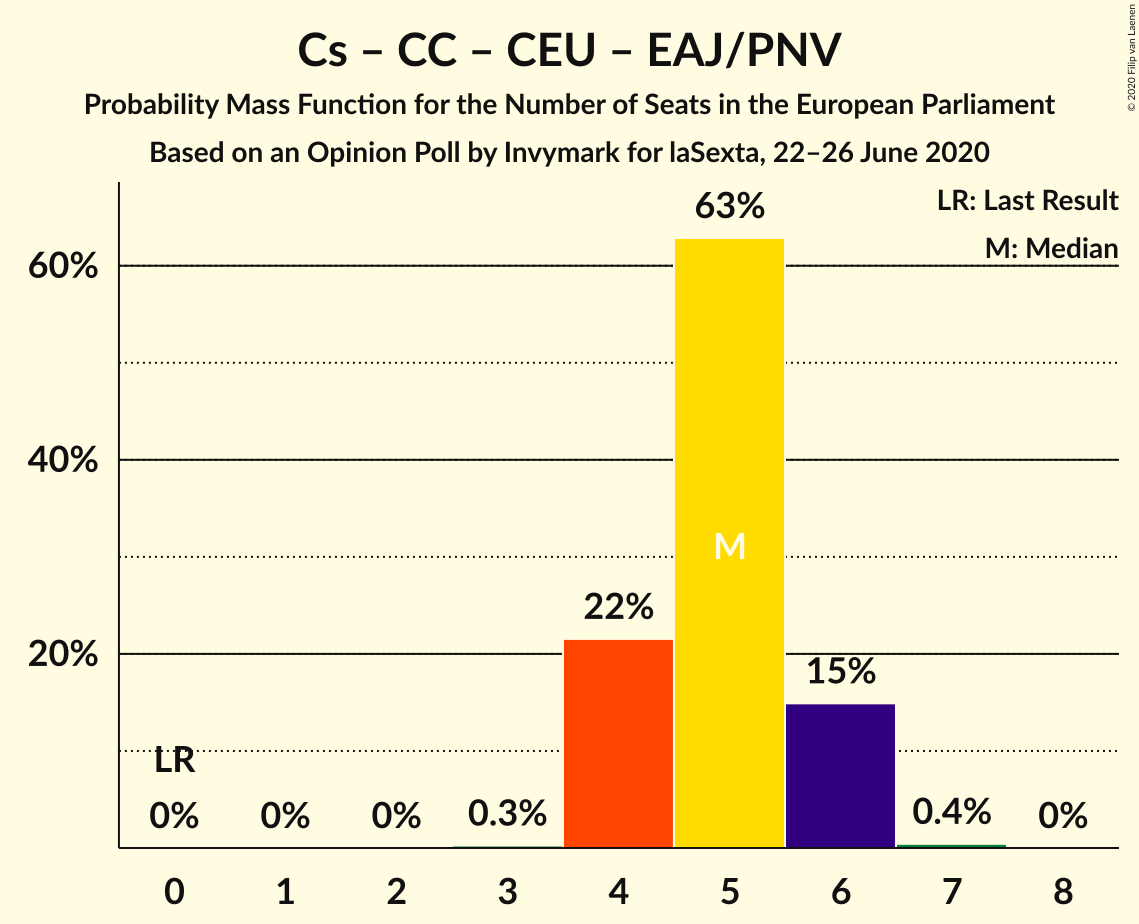 Cs – CC – CEU – EAJ/PNV
Probability Mass Function for the Number of Seats in the European Parliament
Based on an Opinion Poll by Invymark for laSexta, 22–26 June 2020
© 2020 Filip van Laenen
LR: Last Result
M: Median
63%
60%
40%
M
22%
20%
15%
LR
0%
0%
0%
0.3%
0.4%
0%
0 1 2 3 4 5 6 7 8